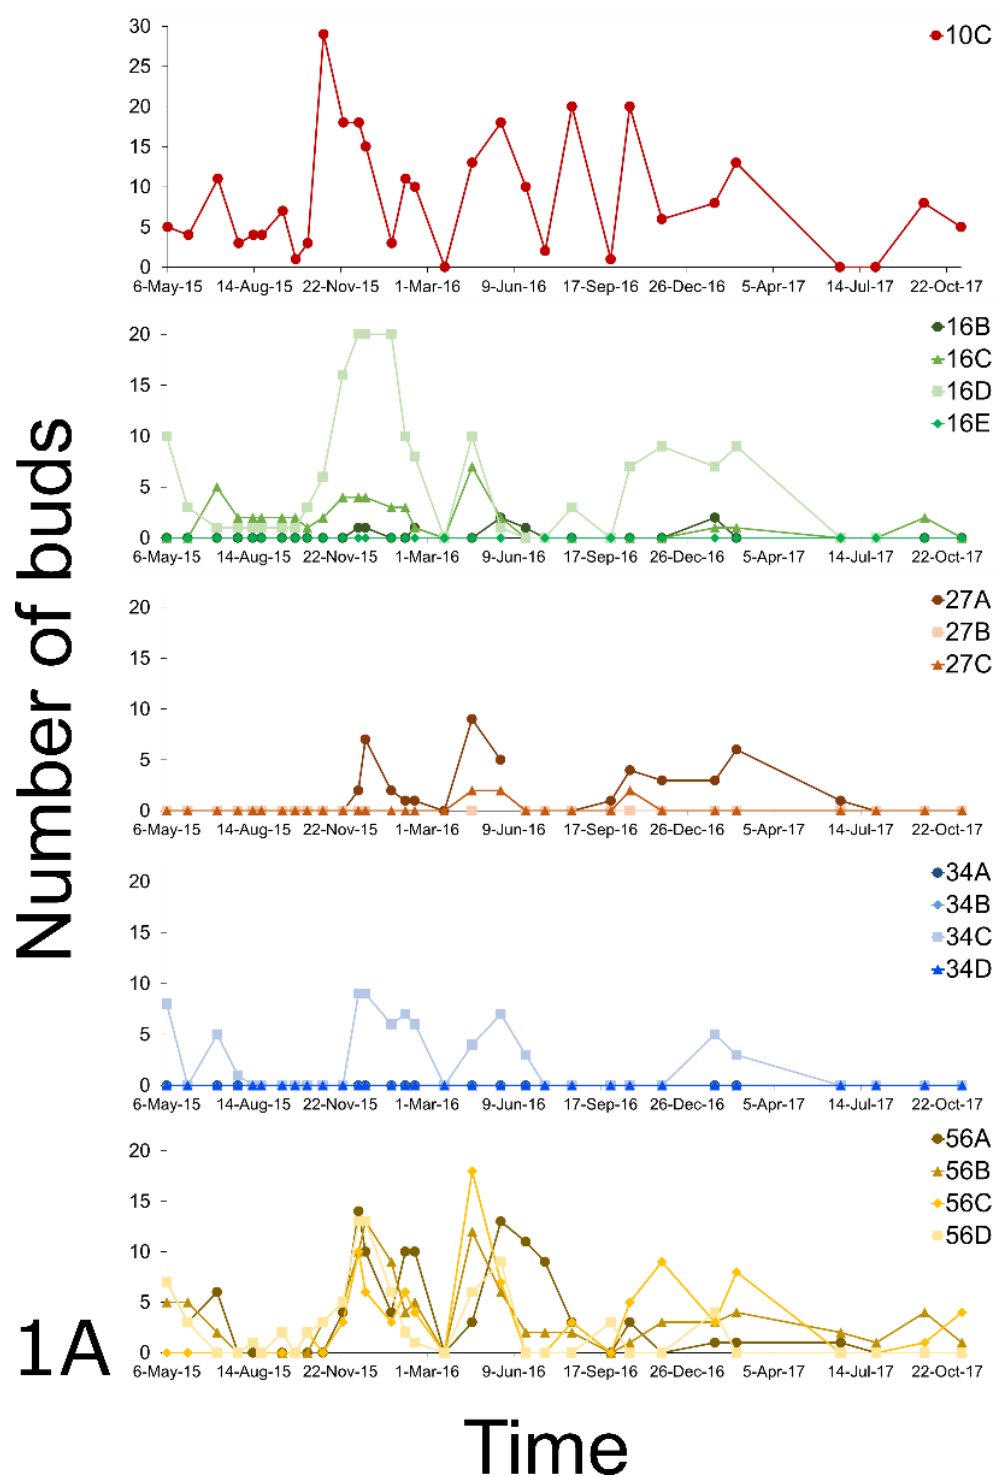 30
25
20
15
10
5
0
6-May-15 14-Aug-15 22-Nov-15 1-Mar-16 9-Jun-16 17-Sep-16 26-Dec-16 5-Apr-17 14-Jul-17 22-Oct-17
10C
20
15
10
5
0
6-May-15 14-Aug-15 22-Nov-15 1-Mar-16 9-Jun-16 17-Sep-16 26-Dec-16 5-Apr-17 14-Jul-17 22-Oct-17
16B
16C
16D
16E
Number of buds
20
15
10
5
0
6-May-15 14-Aug-15 22-Nov-15 1-Mar-16 9-Jun-16 17-Sep-16 26-Dec-16 5-Apr-17 14-Jul-17 22-Oct-17
27A
27B
27C
20
15
10
5
0
6-May-15 14-Aug-15 22-Nov-15 1-Mar-16 9-Jun-16 17-Sep-16 26-Dec-16 5-Apr-17 14-Jul-17 22-Oct-17
34A
34B
34C
34D
20
15
10
5
0
6-May-15 14-Aug-15 22-Nov-15 1-Mar-16 9-Jun-16 17-Sep-16 26-Dec-16 5-Apr-17 14-Jul-17 22-Oct-17
56A
56B
56C
56D
1A
Time